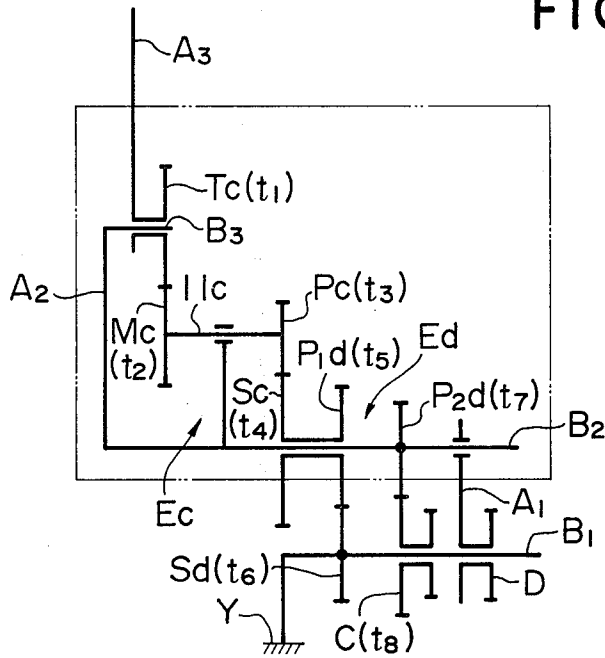 FIG
A3
Tc(t1)
B3
A2
11c
Pc(t3)
Mc
(t2)
P1d(t5)
Ed
Sc
(t4)
P2d(t7)
B2
Ec
A1
B1
Sd(t6)
D
Y
C(t8)